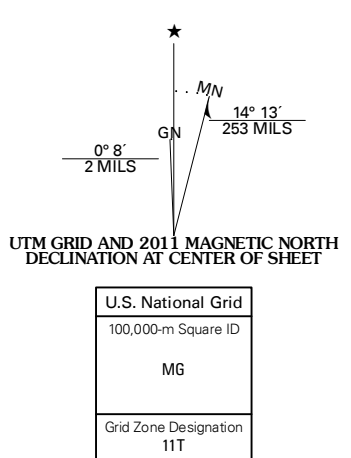 ★
MN
14° 13´
253 MILS
GN
0° 8´
2 MILS
UTM GRID AND 2011 MAGNETIC NORTH
DECLINATION AT CENTER OF SHEET
U.S. National Grid
100,000-m Square ID
MG
Grid Zone Designation
11T